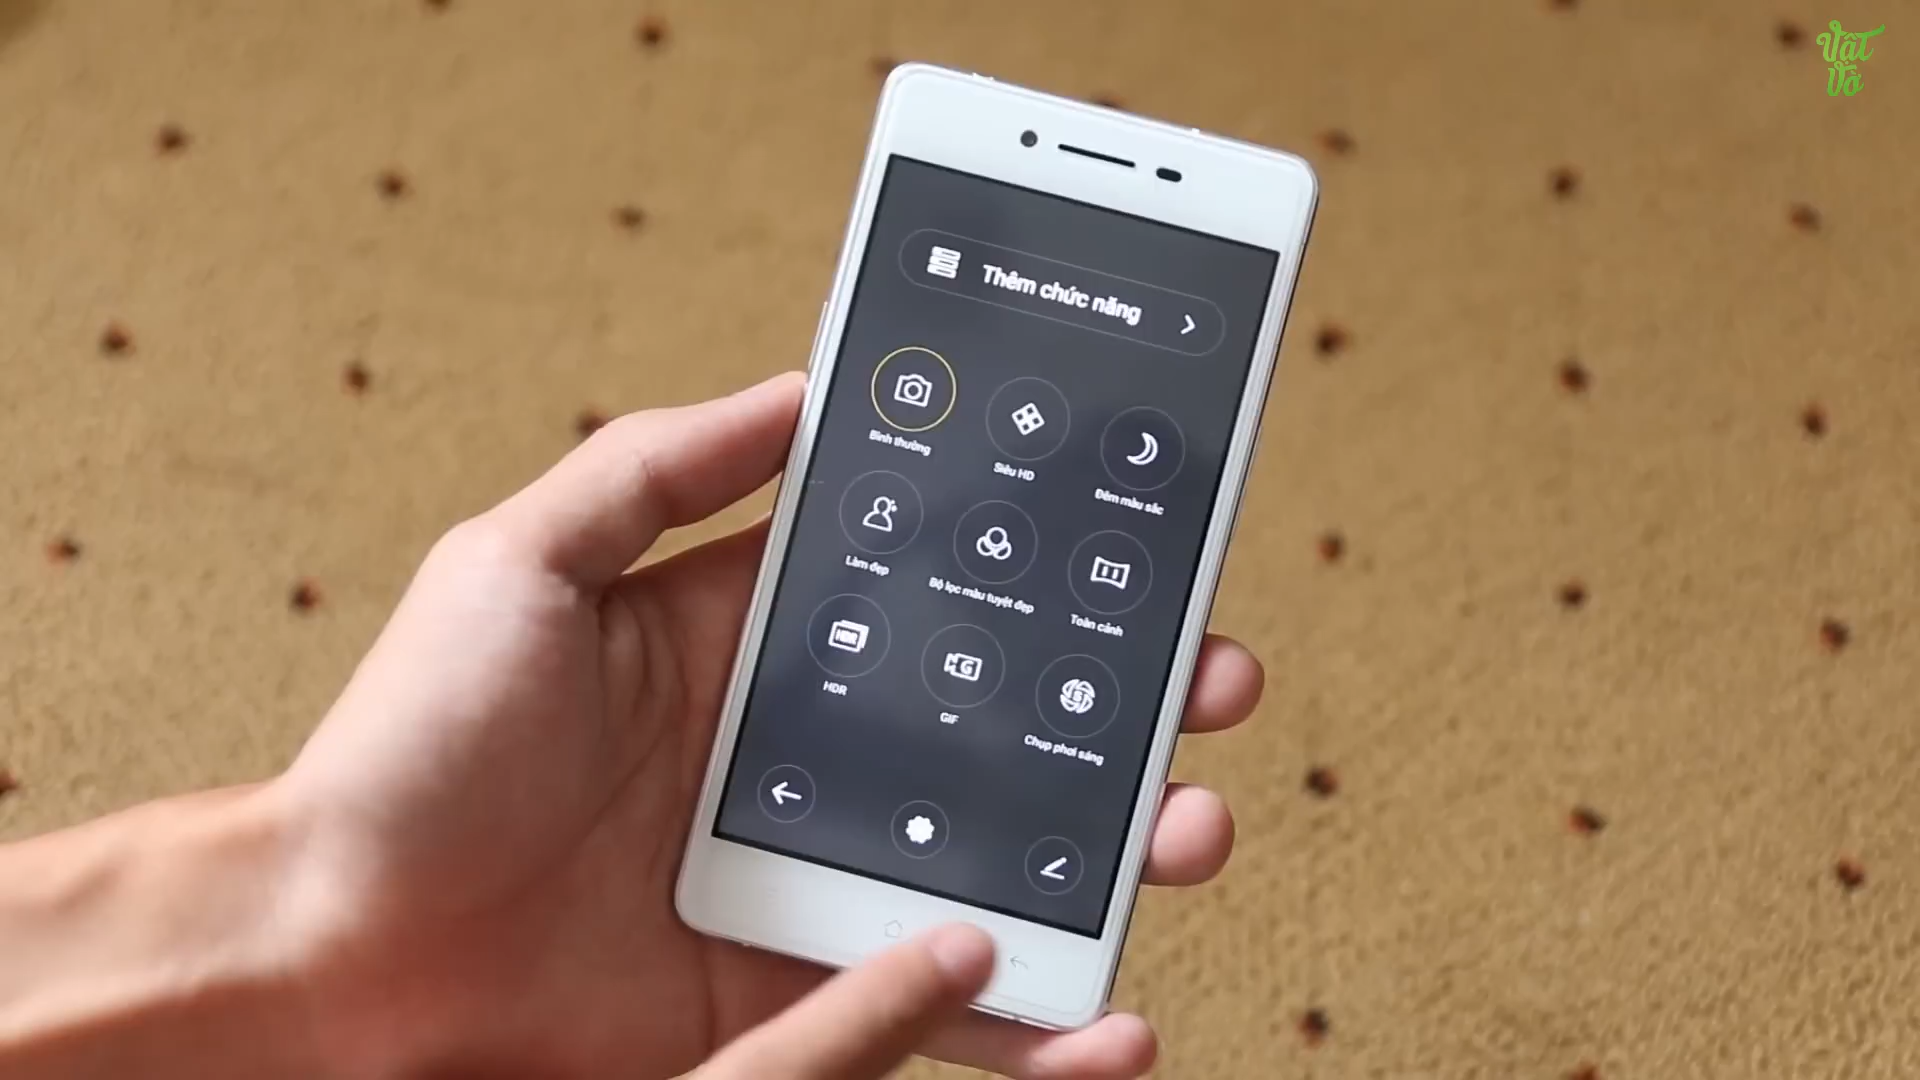 Vật
Vờ
Thêm chức năng
Bình thường
Siêu HD
Đêm màu sắc
Làm đẹp
Bộ lọc màu tuyệt đẹp
Toàn cảnh
HDR
HDR
G
GIF
S
Chụp phơi sáng